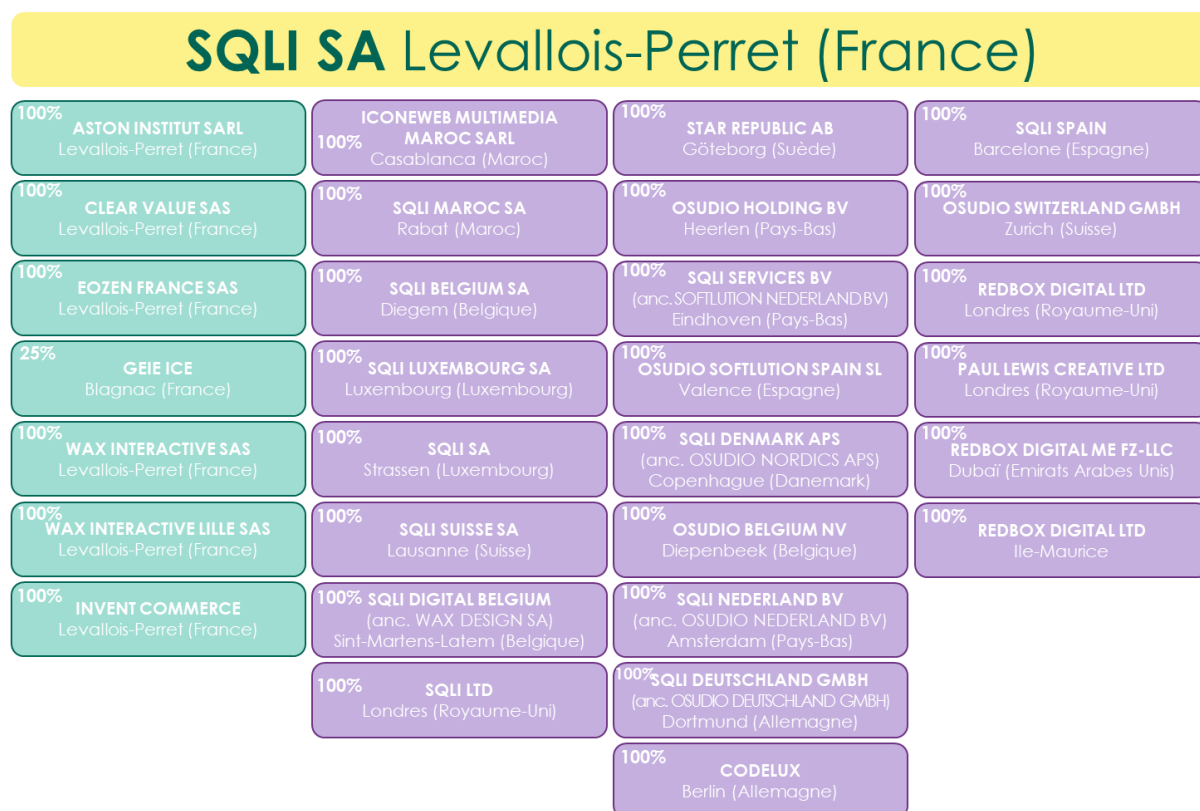 SQLI SA Levallois-Perret (France)
100%
ASTON INSTITUT SARL
Levallois-Perret (France)
100%
CLEAR VALUE SAS
Levallois-Perret (France)
100%
EOZEN FRANCE SAS
Levallois-Perret (France)
25%
GEIE ICE
Blagnac (France)
100%
WAX INTERACTIVE SAS
Levallois-Perret (France)
100%
WAX INTERACTIVE LILLE SAS
Levallois-Perret (France)
100%
INVENT COMMERCE
Levallois-Perret (France)
ICONEWEB MULTIMEDIA
100% MAROC SARL
Casablanca (Maroc)
100%
SQLI MAROC SA
Rabat (Maroc)
100%
SQLI BELGIUM SA
Diegem (Belgique)
100%
SQLI LUXEMBOURG SA
Luxembourg (Luxembourg)
100%
SQLI SA
Strassen (Luxembourg)
100%
SQLI SUISSE SA
Lausanne (Suisse)
100% SQLI DIGITAL BELGIUM
(anc. WAX DESIGN SA)
Sint-Martens-Latem (Belgique)
100%
SQLI LTD
Londres (Royaume-Uni)
100%
STAR REPUBLIC AB
Göteborg (Suède)
100%
OSUDIO HOLDING BV
Heerlen (Pays-Bas)
100%
SQLI SERVICES BV
(anc. SOFTLUTION NEDERLAND BV)
Eindhoven (Pays-Bas)
100%
OSUDIO SOFTLUTION SPAIN SL
Valence (Espagne)
100%
SQLI DENMARK APS
(anc. OSUDIO NORDICS APS)
Copenhague (Danemark)
100%
OSUDIO BELGIUM NV
Diepenbeek (Belgique)
100%
SQLI NEDERLAND BV
(anc. OSUDIO NEDERLAND BV)
Amsterdam (Pays-Bas)
100%
SQLI DEUTSCHLAND GMBH
(anc. OSUDIO DEUTSCHLAND GMBH)
Dortmund (Allemagne)
100%
CODELUX
Berlin (Allemagne)
100%
SQLI SPAIN
Barcelone (Espagne)
100%
OSUDIO SWITZERLAND GMBH
Zurich (Suisse)
100%
REDBOX DIGITAL LTD
Londres (Royaume-Uni)
100%
PAUL LEWIS CREATIVE LTD
Londres (Royaume-Uni)
100%
REDBOX DIGITAL ME FZ-LLC
Dubaï (Emirats Arabes Unis)
100%
REDBOX DIGITAL LTD
Ile-Maurice